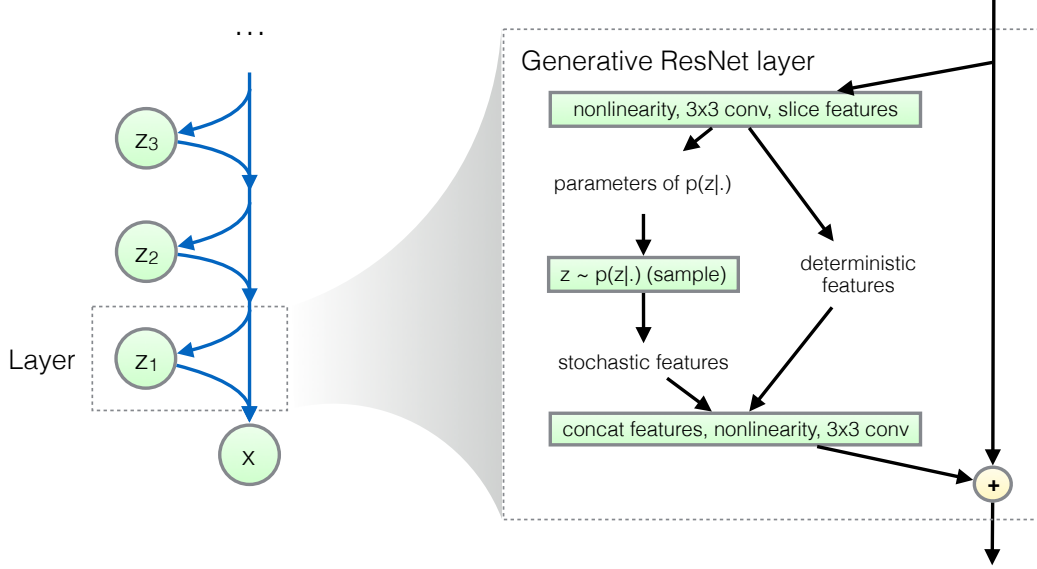 ...
z3
z2
Layer
z1
x
Generative ResNet layer
nonlinearity, 3x3 conv, slice features
parameters of p(z|.)
z ~ p(z|.) (sample)
deterministic
features
stochastic features
concat features, nonlinearity, 3x3 conv
+